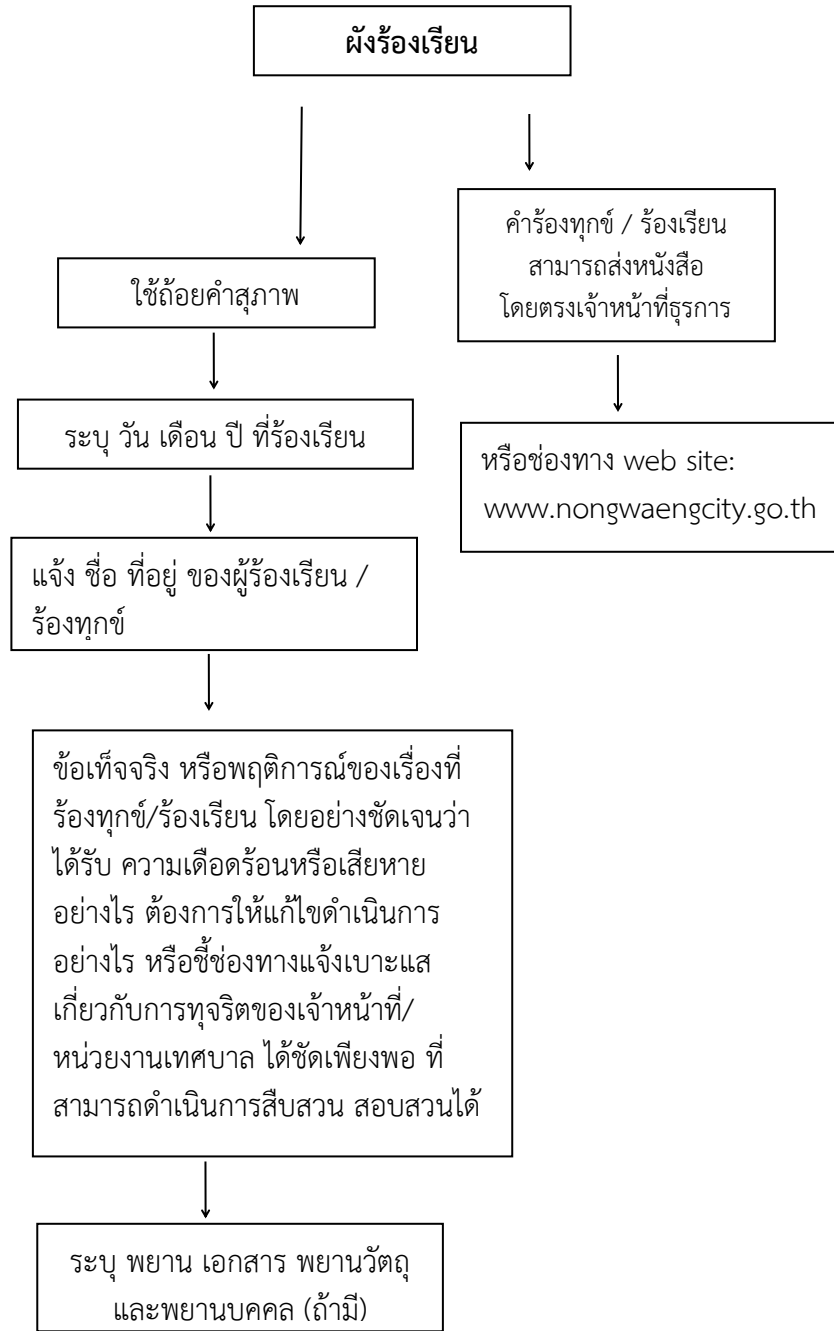 ผังร้องเรียน
ใช้ถ้อยคำสุภาพ
ระบุ วัน เดือน ปี ที่ร้องเรียน
แจ้ง ชื่อ ที่อยู่ ของผู้ร้องเรียน /
ร้องทุกข์
ข้อเท็จจริง หรือพฤติการณ์ของเรื่องที่
ร้องทุกข์/ร้องเรียน โดยอย่างชัดเจนว่า
ได้รับ ความเดือดร้อนหรือเสียหาย
อย่างไร ต้องการให้แก้ไขดำเนินการ
อย่างไร หรือชี้ช่องทางแจ้งเบาะแส
เกี่ยวกับการทุจริตของเจ้าหน้าที่/
หน่วยงานเทศบาล ได้ชัดเพียงพอ ที่
สามารถดำเนินการสืบสวน สอบสวนได้
ระบุ พยาน เอกสาร พยานวัตถุ
และพยานบุคคล (ถ้ามี)
คำร้องทุกข์ / ร้องเรียน
สามารถส่งหนังสือ
โดยตรงเจ้าหน้าที่ธุรการ
หรือช่องทาง web site:
www.nongwaengcity.go.th